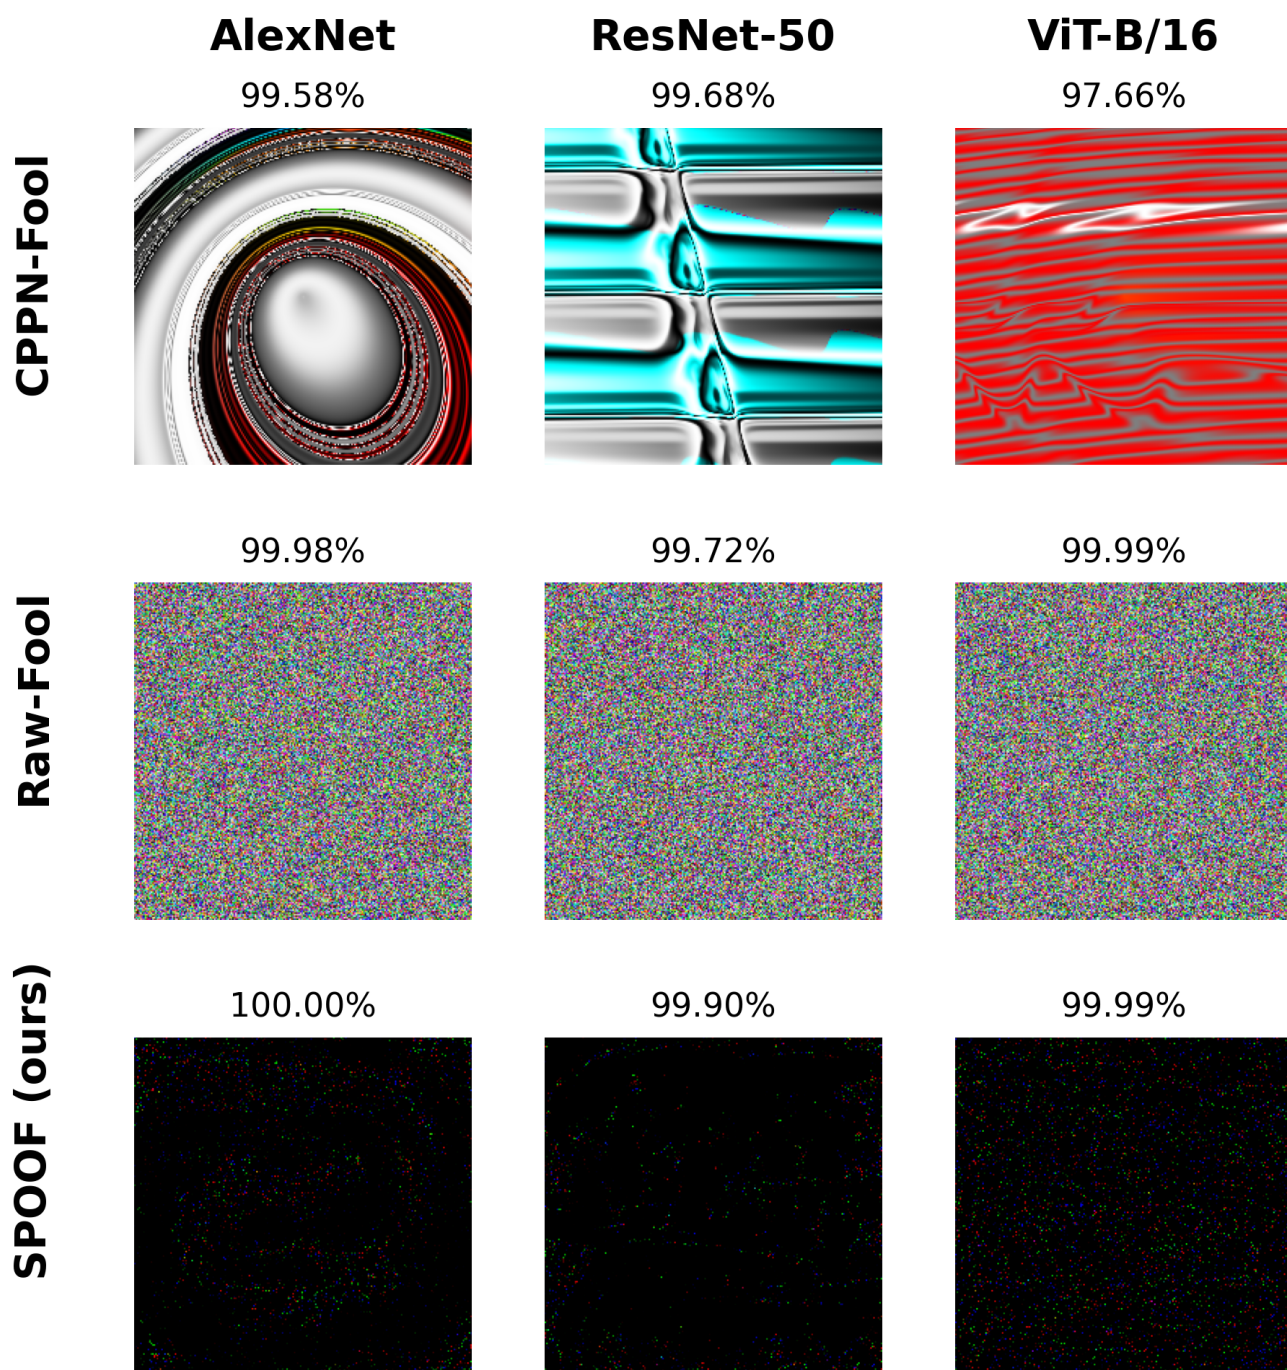 AlexNet ResNet-50 ViT-B/16
CPPN-Fool
99.58% 99.68% 97.66%
Raw-Fool
99.98% 99.72% 99.99%
SPOOF (ours)
100.00% 99.90% 99.99%